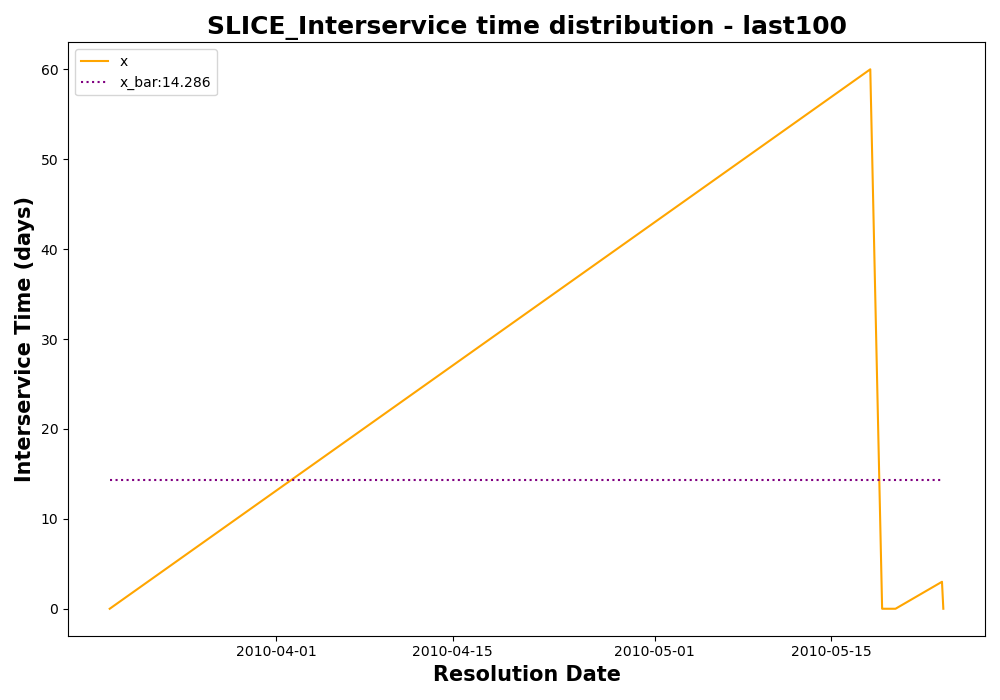 SLICE_Interservice time distribution - last100
x
x_bar:14.286
Interservice Time (days)
60
50
40
30
20
10
0
2010-04-01
2010-04-15
2010-05-01
2010-05-15
Resolution Date